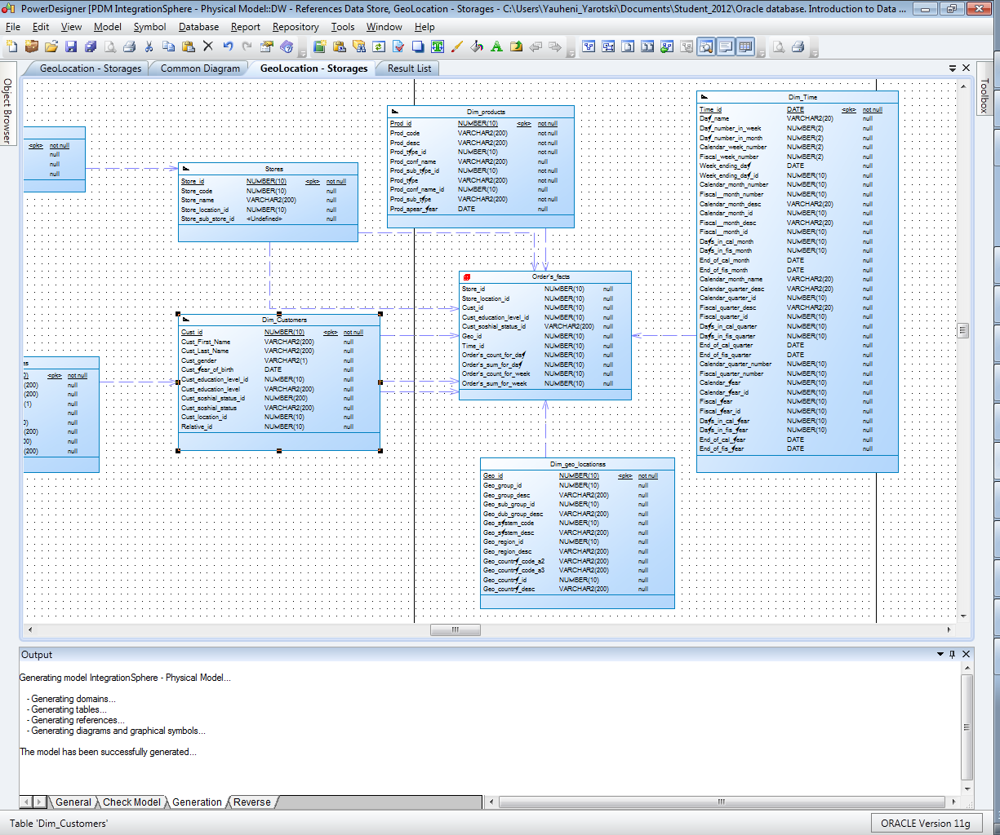 PowerDesigner [PDM IntegrationSphere - Physical Model::DW - References Data Store, GeoLocation - Storages - C:\Users\Yauheni_Yarotski\Documents\Student_2012\Oracle database. Introduction to Data ...
File Edit View Model Symbol Database Report Repository Tools Window Help
GeoLocation - Storages Common Diagram GeoLocation - Storages Result List
Object Browser
Toolbox
<pk> not null
null
null
null
Stores
Store_id NUMBER(10) <pk> not null
Store_code NUMBER(10) null
Store_name VARCHAR2(200) null
Store_location_id NUMBER(10) null
Store_sub_store_id <Undefined> null
Dim_products
Prod_id NUMBER(10) <pk> not null
Prod_code VARCHAR2(200) not null
Prod_desc VARCHAR2(200) not null
Prod_type_id NUMBER(10) not null
Prod_conf_name VARCHAR2(200) null
Prod_sub_type_id NUMBER(10) not null
Prod_type VARCHAR2(200) not null
Prod_conf_name_id NUMBER(10) null
Prod_sub_type VARCHAR2(200) not null
Prod_apear_year DATE null
Dim_Time
Time_id DATE <pk> not null
Day_name VARCHAR2(20) null
Day_number_in_week NUMBER(2) null
Day_number_in_month NUMBER(2) null
Calendar_week_number NUMBER(2) null
Fiscal_week_number NUMBER(2) null
Week_ending_day DATE null
Week_ending_day_id NUMBER(10) null
Calendar_month_number NUMBER(10) null
Fiscal__month_number NUMBER(10) null
Calendar_month_desc VARCHAR2(20) null
Calendar_month_id NUMBER(10) null
Fiscal__month_desc VARCHAR2(20) null
Fiscal__month_id NUMBER(10) null
Days_in_cal_month NUMBER(10) null
Days_in_fis_month NUMBER(10) null
End_of_cal_month DATE null
End_of_fis_month DATE null
Calendar_month_name VARCHAR2(20) null
Calendar_quarter_desc VARCHAR2(20) null
Calendar_quarter_id NUMBER(10) null
Fiscal_quarter_desc VARCHAR2(20) null
Fiscal_quarter_id NUMBER(10) null
Days_in_cal_quarter NUMBER(10) null
Days_in_fis_quarter NUMBER(10) null
End_of_cal_quarter DATE null
End_of_fis_quarter DATE null
Calendar_quarter_number NUMBER(10) null
Fiscal_quarter_number NUMBER(10) null
Calendar_year NUMBER(10) null
Calendar_year_id NUMBER(10) null
Fiscal_year NUMBER(10) null
Fiscal_year_id NUMBER(10) null
Days_in_cal_year NUMBER(10) null
Days_in_fis_year NUMBER(10) null
End_of_cal_year DATE null
End_of_fis_year DATE null
Order's_facts
Store_id NUMBER(10) null
Store_location_id NUMBER(10) null
Cust_id NUMBER(10) null
Cust_education_level_id NUMBER(10) null
Cust_soshial_status_id VARCHAR2(200) null
Geo_id NUMBER(10) null
Time_id NUMBER(10) null
Order's_count_for_day NUMBER(10) null
Order's_sum_for_day NUMBER(10) null
Order's_count_for_week NUMBER(10) null
Order's_sum_for_week NUMBER(10) null
Dim_Customers
Cust_id NUMBER(10) <pk> not null
Cust_First_Name VARCHAR2(200) null
Cust_Last_Name VARCHAR2(200) null
Cust_gender VARCHAR2(1) null
Cust_year_of_birth DATE null
Cust_education_level_id NUMBER(10) null
Cust_education_level VARCHAR2(200) null
Cust_soshial_status_id NUMBER(200) null
Cust_soshial_status VARCHAR2(200) null
Cust_location_id NUMBER(10) null
Relative_id NUMBER(10) null
es
0) <pk> not null
(200) null
(200) null
(1) null
null
0) null
(200) null
00) null
(200) null
Dim_geo_locationss
Geo_id NUMBER(10) <pk> not null
Geo_group_id NUMBER(10) null
Geo_group_desc VARCHAR2(200) null
Geo_sub_group_id NUMBER(10) null
Geo_dub_group_desc VARCHAR2(200) null
Geo_system_code NUMBER(10) null
Geo_system_desc VARCHAR2(200) null
Geo_region_id NUMBER(10) null
Geo_region_desc VARCHAR2(200) null
Geo_country_code_a2 VARCHAR2(200) null
Geo_country_code_a3 VARCHAR2(200) null
Geo_country_id NUMBER(10) null
Geo_country_desc VARCHAR2(200) null
Output
Generating model IntegrationSphere - Physical Model...
- Generating domains...
- Generating tables...
- Generating references...
- Generating diagrams and graphical symbols...
The model has been successfully generated...
General Check Model Generation Reverse
Table 'Dim_Customers' ORACLE Version 11g